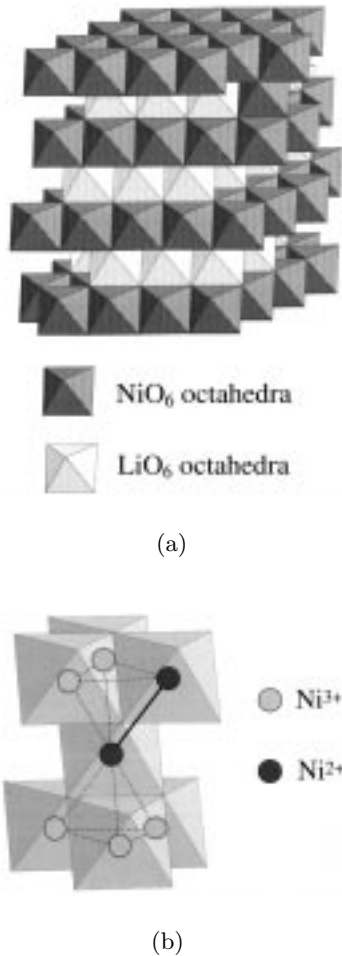 NiO₆ octahedra
LiO₆ octahedra
(a)
Ni³⁺
Ni²⁺
(b)